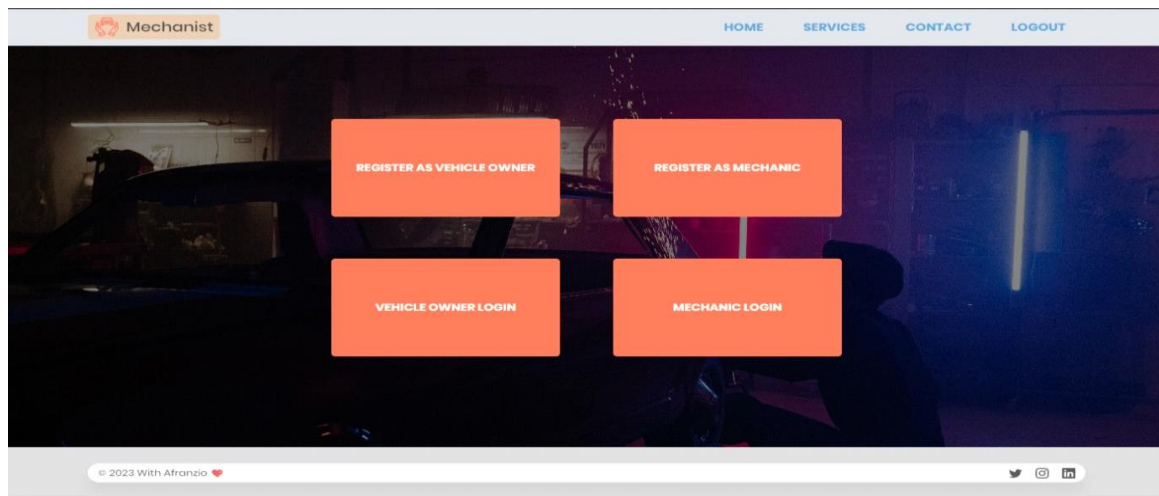 Mechanist HOME SERVICES CONTACT LOGOUT
REGISTER AS VEHICLE OWNER REGISTER AS MECHANIC
VEHICLE OWNER LOGIN MECHANIC LOGIN
© 2023 With Afranzio ❤